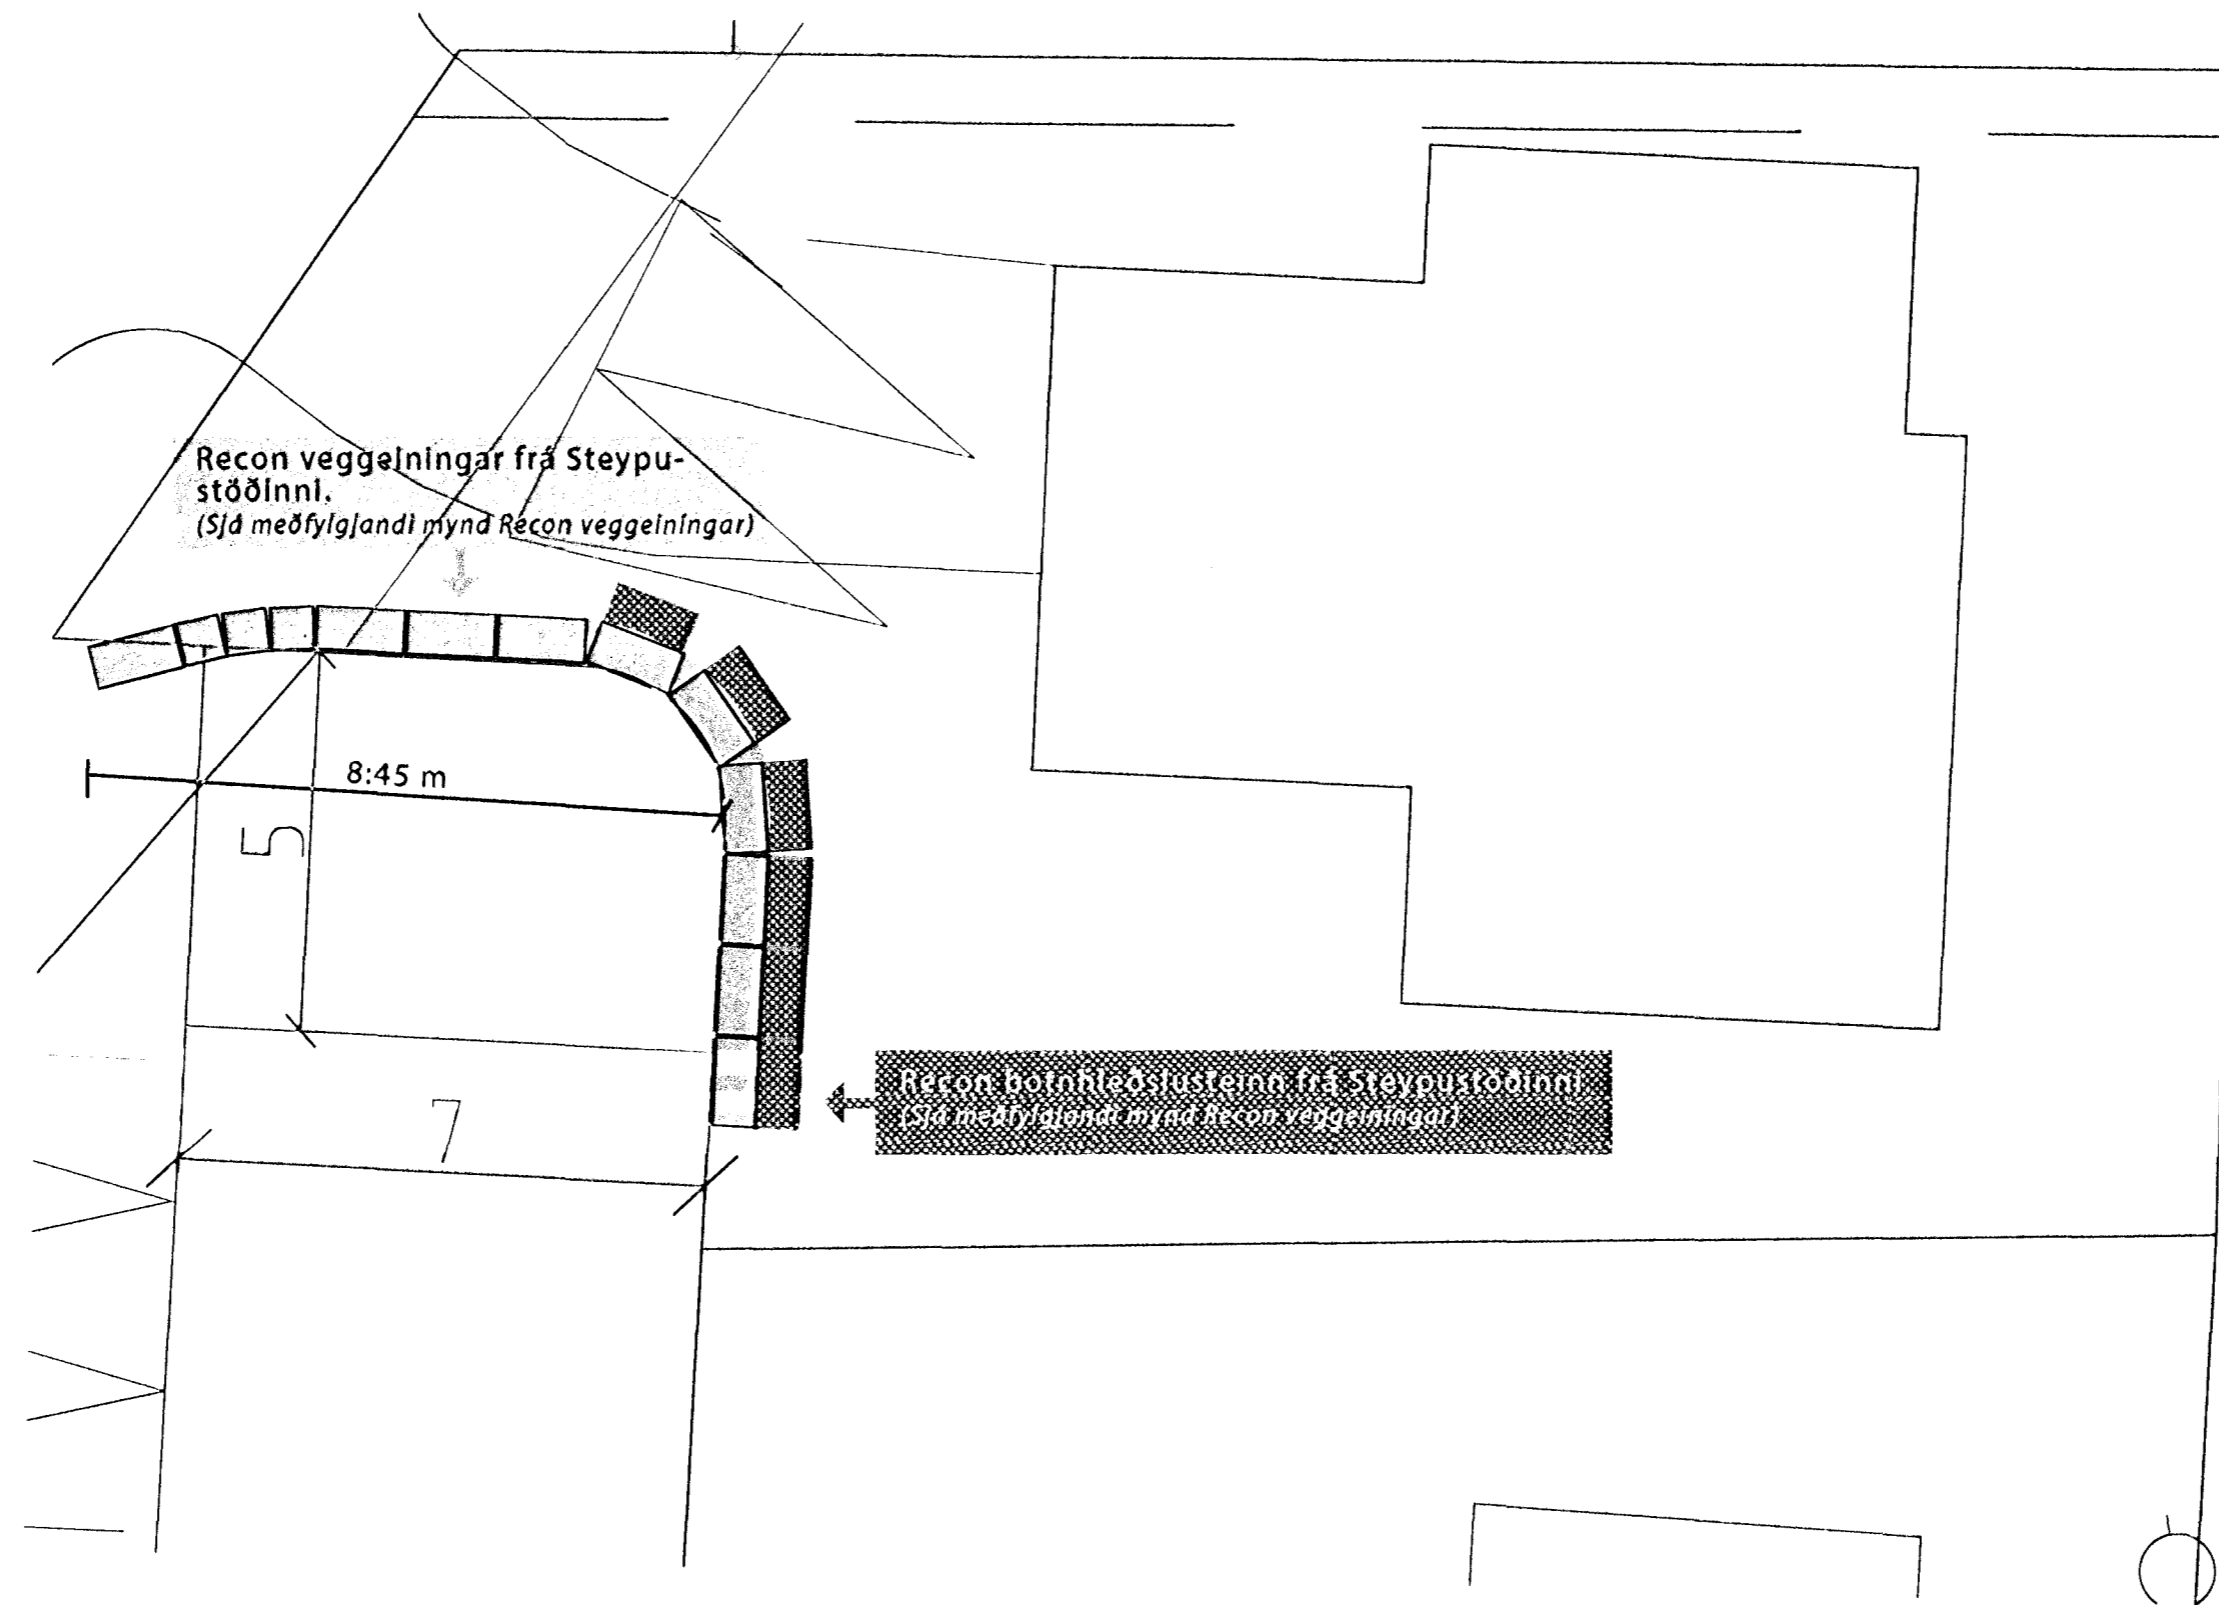 Recon veggeiningar frá Steypu-
stöðinni.
(Sjá meðfylgjandi mynd Recon veggeiningar)
8:45 m
5
7
Recon botnhleðslusteinn frá Steypustöðinni
(Sjá meðfylgjandi mynd Recon veggeiningar)